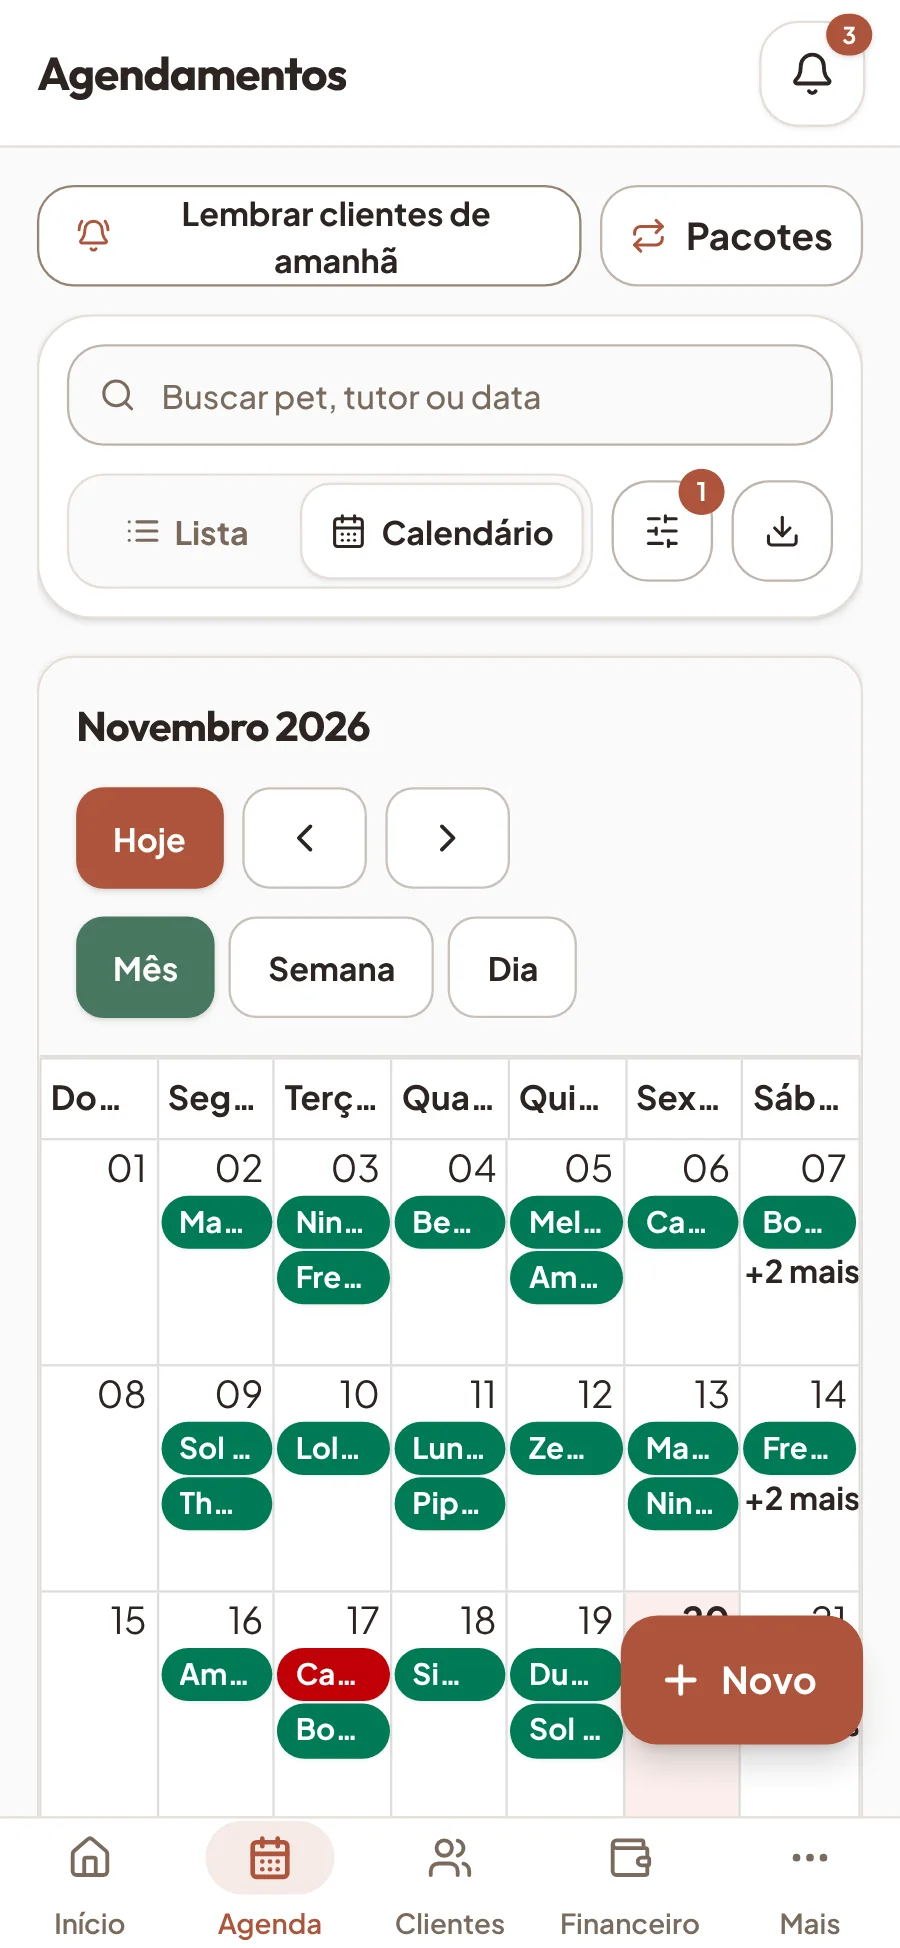 Agendamentos
3
Lembrar clientes de
amanhã
Pacotes
Buscar pet, tutor ou data
Lista
Calendário
1
Novembro 2026
Hoje
Mês Semana Dia
Do... Seg... Terç... Qua... Qui... Sex... Sáb...
01 02 03 04 05 06 07
Ma... Nin... Be... Mel... Ca... Bo...
Fre... Am... +2 mais
08 09 10 11 12 13 14
Sol ... Lol... Lun... Ze... Ma... Fre...
Th... Pip... Nin... +2 mais
15 16 17 18 19 20 21
Am... Ca... Si... Du...
Bo... Sol ...
+ Novo
Início Agenda Clientes Financeiro Mais